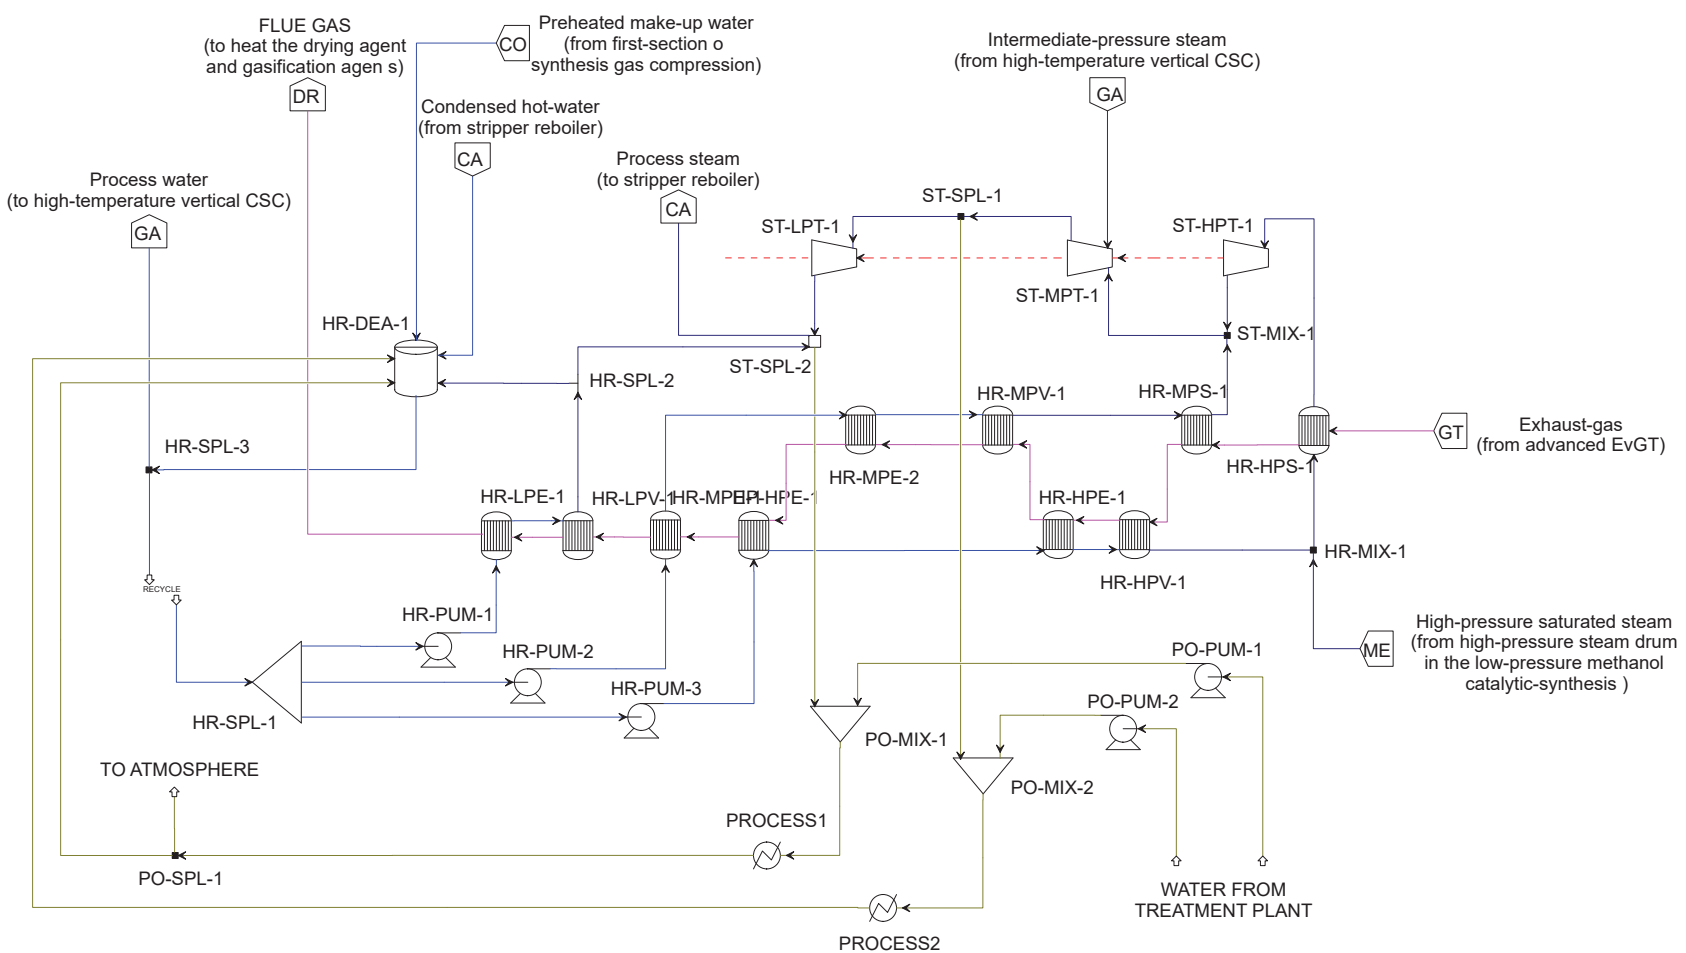 FLUE GAS
(to heat the drying agent
and gasification agen s)
DR
CO
Preheated make-up water
(from first-section o
synthesis gas compression)
Condensed hot-water
(from stripper reboiler)
CA
Intermediate-pressure steam
(from high-temperature vertical CSC)
GA
Process water
(to high-temperature vertical CSC)
GA
Process steam
(to stripper reboiler)
CA
ST-SPL-1
ST-LPT-1
ST-HPT-1
ST-MPT-1
HR-DEA-1
ST-MIX-1
ST-SPL-2
HR-SPL-2
HR-MPV-1
HR-MPS-1
GT
Exhaust-gas
(from advanced EvGT)
HR-SPL-3
HR-MPE-2
HR-HPS-1
HR-LPE-1
HR-LPV-1
HR-MPE-1
HR-HPE-1
HR-HPE-1
HR-MIX-1
HR-HPV-1
RECYCLE
HR-PUM-1
HR-PUM-2
HR-PUM-3
HR-SPL-1
ME
High-pressure saturated steam
(from high-pressure steam drum
in the low-pressure methanol
catalytic-synthesis )
PO-PUM-1
PO-PUM-2
PO-MIX-1
PO-MIX-2
TO ATMOSPHERE
PROCESS1
PO-SPL-1
WATER FROM
TREATMENT PLANT
PROCESS2